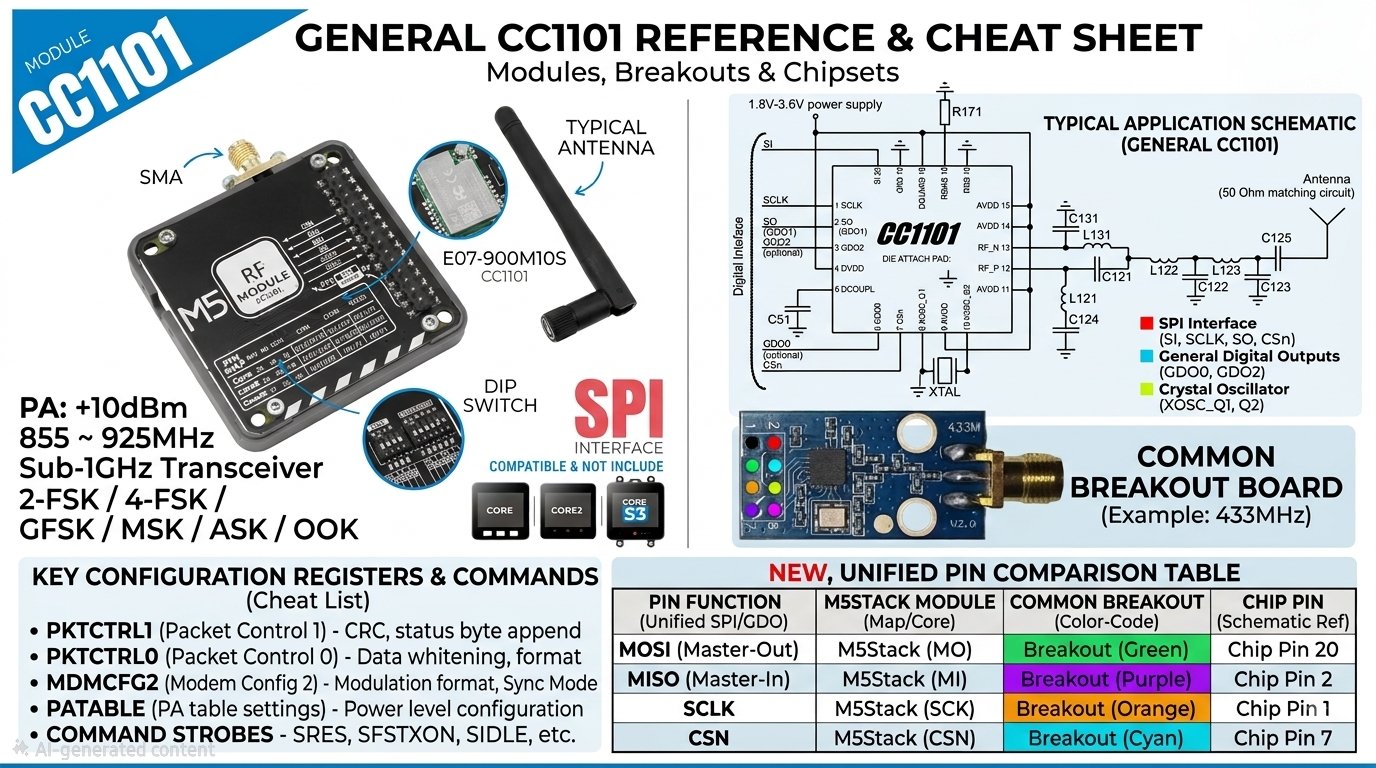 MODULE
CC1101
GENERAL CC1101 REFERENCE & CHEAT SHEET
Modules, Breakouts & Chipsets
SMA
TYPICAL
ANTENNA
E07-900M10S
CC1101
RF
MODULE
M5
DIP
SWITCH
PA: +10dBm
855 ~ 925MHz
Sub-1GHz Transceiver
2-FSK / 4-FSK /
GFSK / MSK / ASK / OOK
SPI
INTERFACE
COMPATIBLE & NOT INCLUDE
CORE
CORE2
CORE
S3
1.8V-3.6V power supply
R171
TYPICAL APPLICATION SCHEMATIC
(GENERAL CC1101)
Antenna
(50 Ohm matching circuit)
Digital Inteface
SI
SCLK
SO
(GDO1)
(optional)
SI 20
1 SCLK
2 SO
3 GDO2
4 DVDD
6 DCOUPL
CC1101
DIE ATTACH PAD:
AVDD 15
AVDD 14
RF_N 13
RF_P 12
AVOD 11
7 CSn
C51
GDO0
(optional)
CSn
XTAL
C131
L131
C121
L121
C124
L122
C122
L123
C123
C125
SPI Interface
(SI, SCLK, SO, CSn)
General Digital Outputs
(GDO0, GDO2)
Crystal Oscillator
(XOSC_Q1, Q2)
1
2
433M
V2.0
COMMON
BREAKOUT BOARD
(Example: 433MHz)
KEY CONFIGURATION REGISTERS & COMMANDS
(Cheat List)
• PKTCTRL1 (Packet Control 1) - CRC, status byte append
• PKTCTRL0 (Packet Control 0) - Data whitening, format
• MDMCFG2 (Modem Config 2) - Modulation format, Sync Mode
• PATABLE (PA table settings) - Power level configuration
• COMMAND STROBES - SRES, SFSTXON, SIDLE, etc.
AI-generated content
NEW, UNIFIED PIN COMPARISON TABLE
PIN FUNCTION (Unified SPI/GDO) M5STACK MODULE (Map/Core) COMMON BREAKOUT (Color-Code) CHIP PIN (Schematic Ref)
MOSI (Master-Out) M5Stack (MO) Breakout (Green) Chip Pin 20
MISO (Master-In) M5Stack (MI) Breakout (Purple) Chip Pin 2
SCLK M5Stack (SCK) Breakout (Orange) Chip Pin 1
CSN M5Stack (CSN) Breakout (Cyan) Chip Pin 7